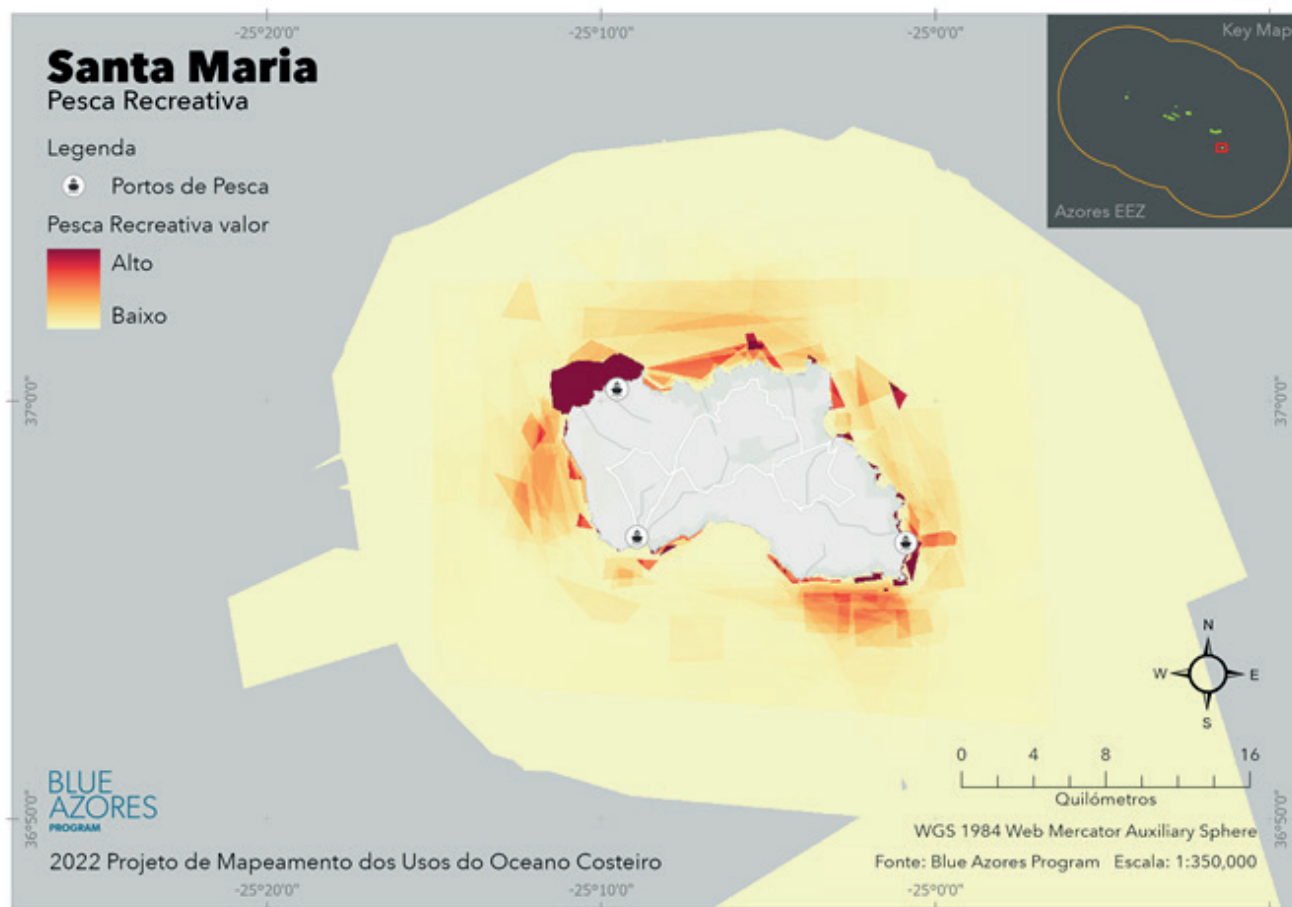 -25°20'0"
-25°10'0"
-25°0'0"
Santa Maria
Pesca Recreativa
Legenda
Portos de Pesca
Pesca Recreativa valor
Alto
Baixo
Key Map
Azores EEZ
37°0'0"
37°0'0"
N
W
E
S
0 4 8 16
Quilómetros
WGS 1984 Web Mercator Auxiliary Sphere
Fonte: Blue Azores Program Escala: 1:350,000
BLUE
AZORES
PROGRAM
2022 Projeto de Mapeamento dos Usos do Oceano Costeiro
36°50'0"
36°50'0"
-25°20'0"
-25°10'0"
-25°0'0"